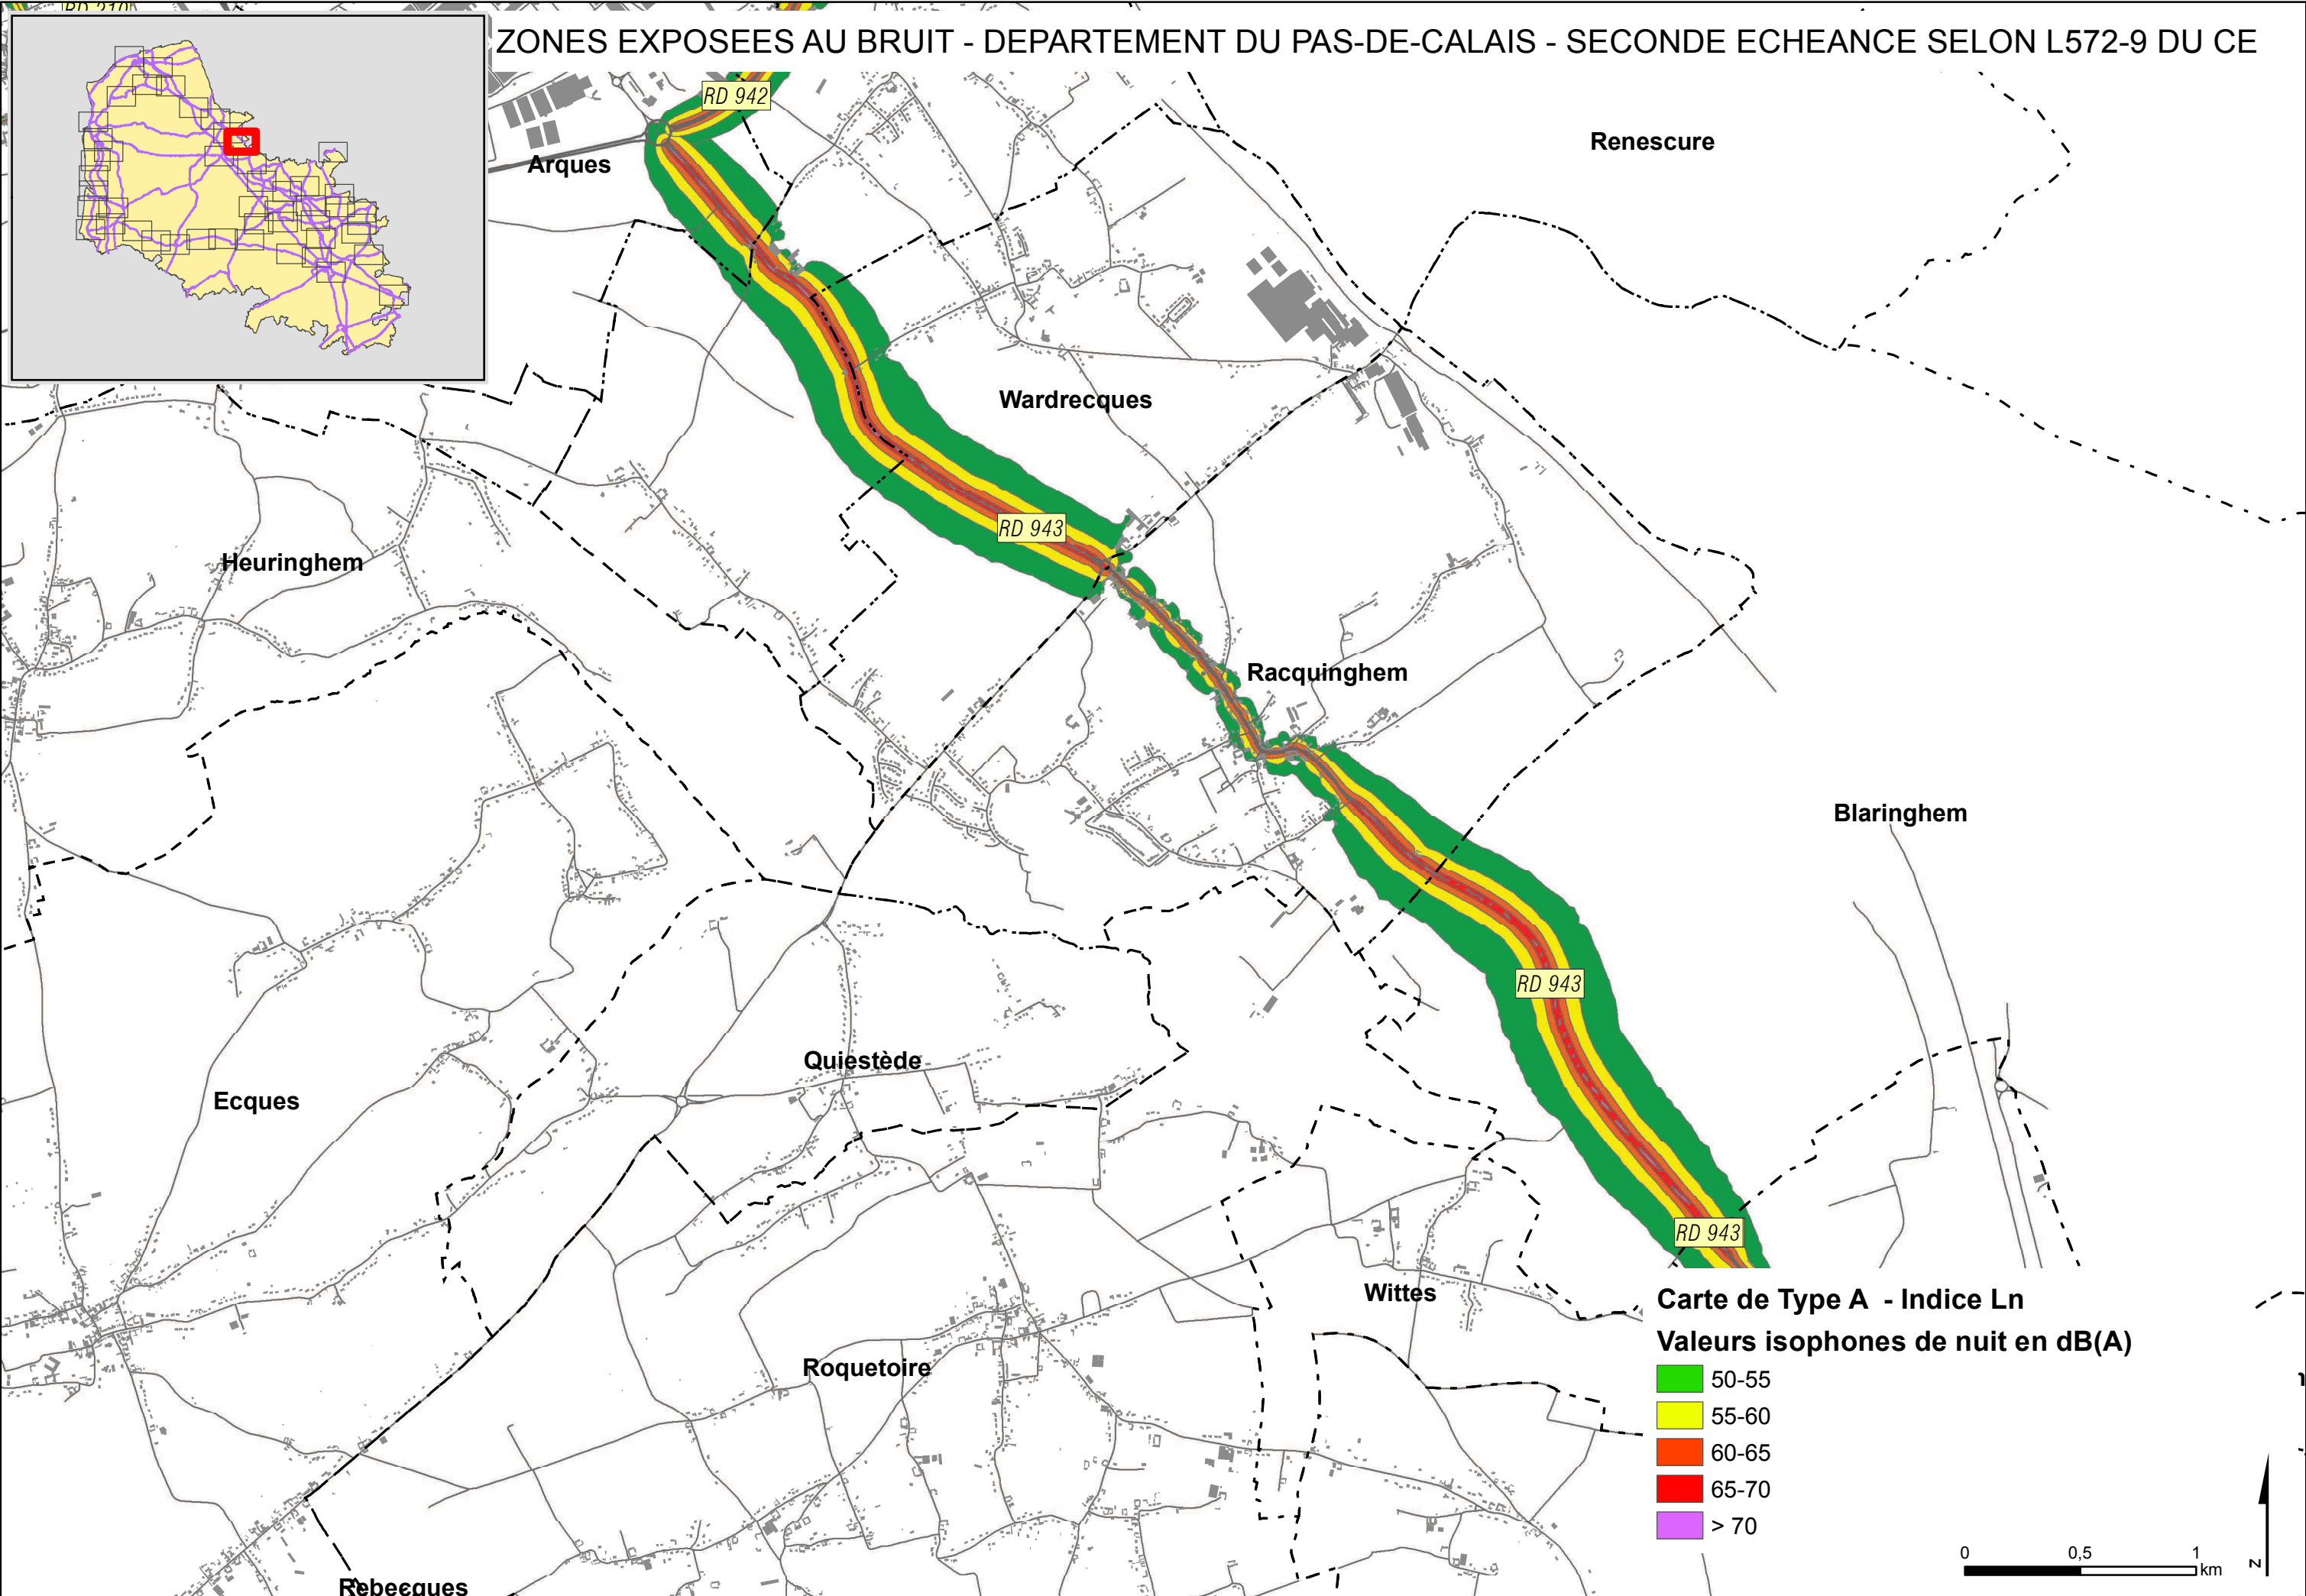 RD 210
ZONES EXPOSEES AU BRUIT - DEPARTEMENT DU PAS-DE-CALAIS - SECONDE ECHEANCE SELON L572-9 DU CE
RD 942
Renescure
Arques
Wardrecques
RD 943
Heuringhem
Racquinghem
Blaringhem
RD 943
Quiestède
Ecques
RD 943
Wittes
Carte de Type A - Indice Ln
Valeurs isophones de nuit en dB(A)
Roquetoire
50-55
55-60
60-65
65-70
> 70
0 0,5 1
km
N
Rebecques